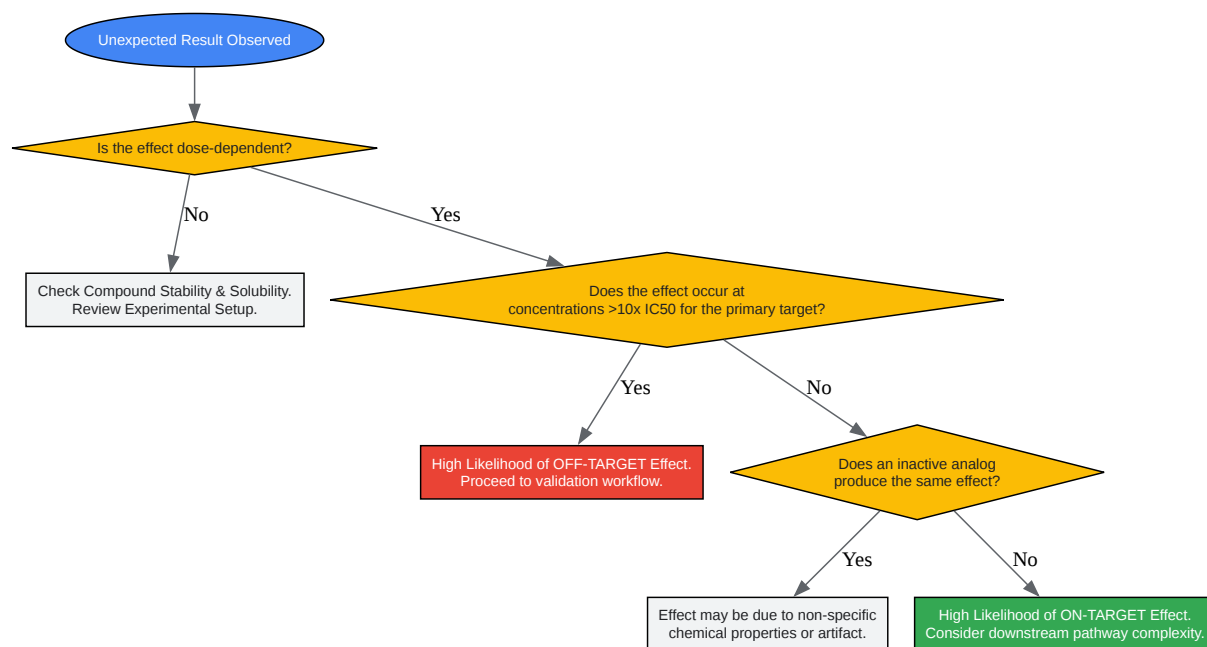 Unexpected Result Observed
Is the effect dose-dependent?
No
Yes
Check Compound Stability & Solubility.
Review Experimental Setup.
Does the effect occur at
concentrations >10x IC50 for the primary target?
Yes
No
High Likelihood of OFF-TARGET Effect.
Proceed to validation workflow.
Does an inactive analog
produce the same effect?
Yes
No
Effect may be due to non-specific
chemical properties or artifact.
High Likelihood of ON-TARGET Effect.
Consider downstream pathway complexity.